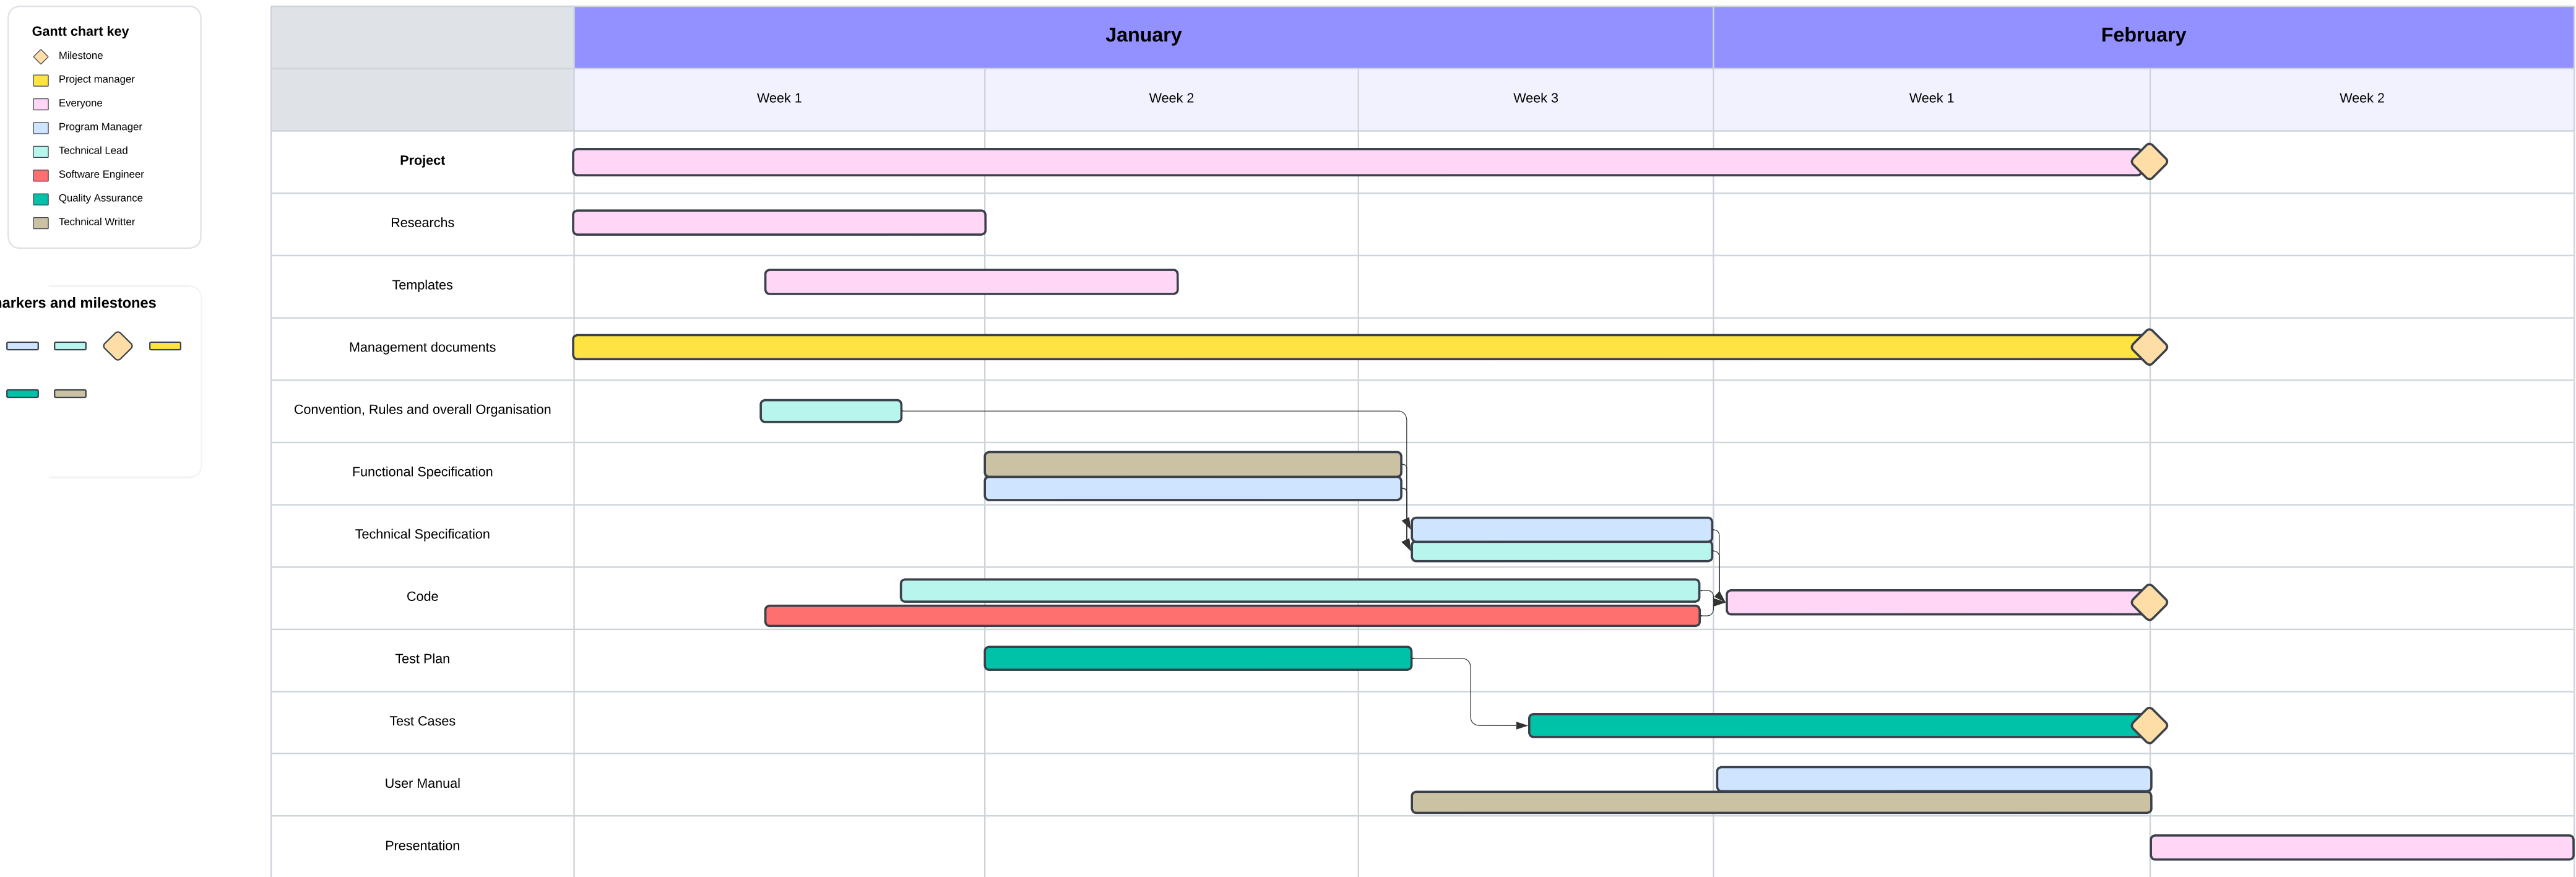 Gantt chart key
Milestone
Project manager
Everyone
Program Manager
Technical Lead
Software Engineer
Quality Assurance
Technical Writter
markers and milestones
January
February
Week 1
Week 2
Week 3
Week 1
Week 2
Project
Researchs
Templates
Management documents
Convention, Rules and overall Organisation
Functional Specification
Technical Specification
Code
Test Plan
Test Cases
User Manual
Presentation